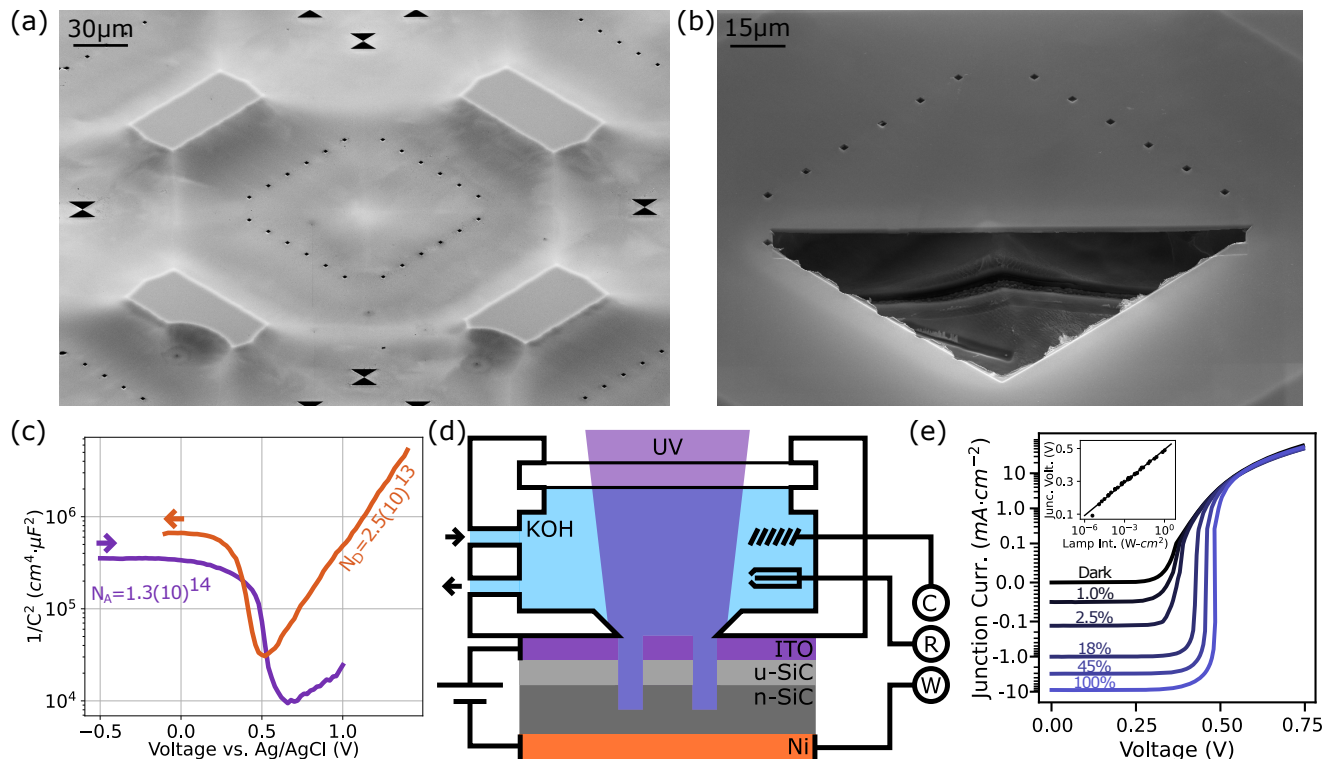 (a)
30μm
(b)
15μm
(c)
1/C² (cm⁴·μF²)
10⁶
10⁵
10⁴
N_A=1.3(10)¹⁴
N_D=2.5(10)¹³
−0.5 0.0 0.5 1.0
Voltage vs. Ag/AgCl (V)
(d)
UV
KOH
C
R
W
ITO
u-SiC
n-SiC
Ni
(e)
Junction Curr. (mA·cm⁻²)
10
1.0
0.1
0.0
-0.1
-1.0
-10
Junc. Volt. (V)
0.5
0.3
0.1
10⁻⁶ 10⁻³ 10⁰
Lamp Int. (W-cm²)
Dark
1.0%
2.5%
18%
45%
100%
0.00 0.25 0.50 0.75
Voltage (V)